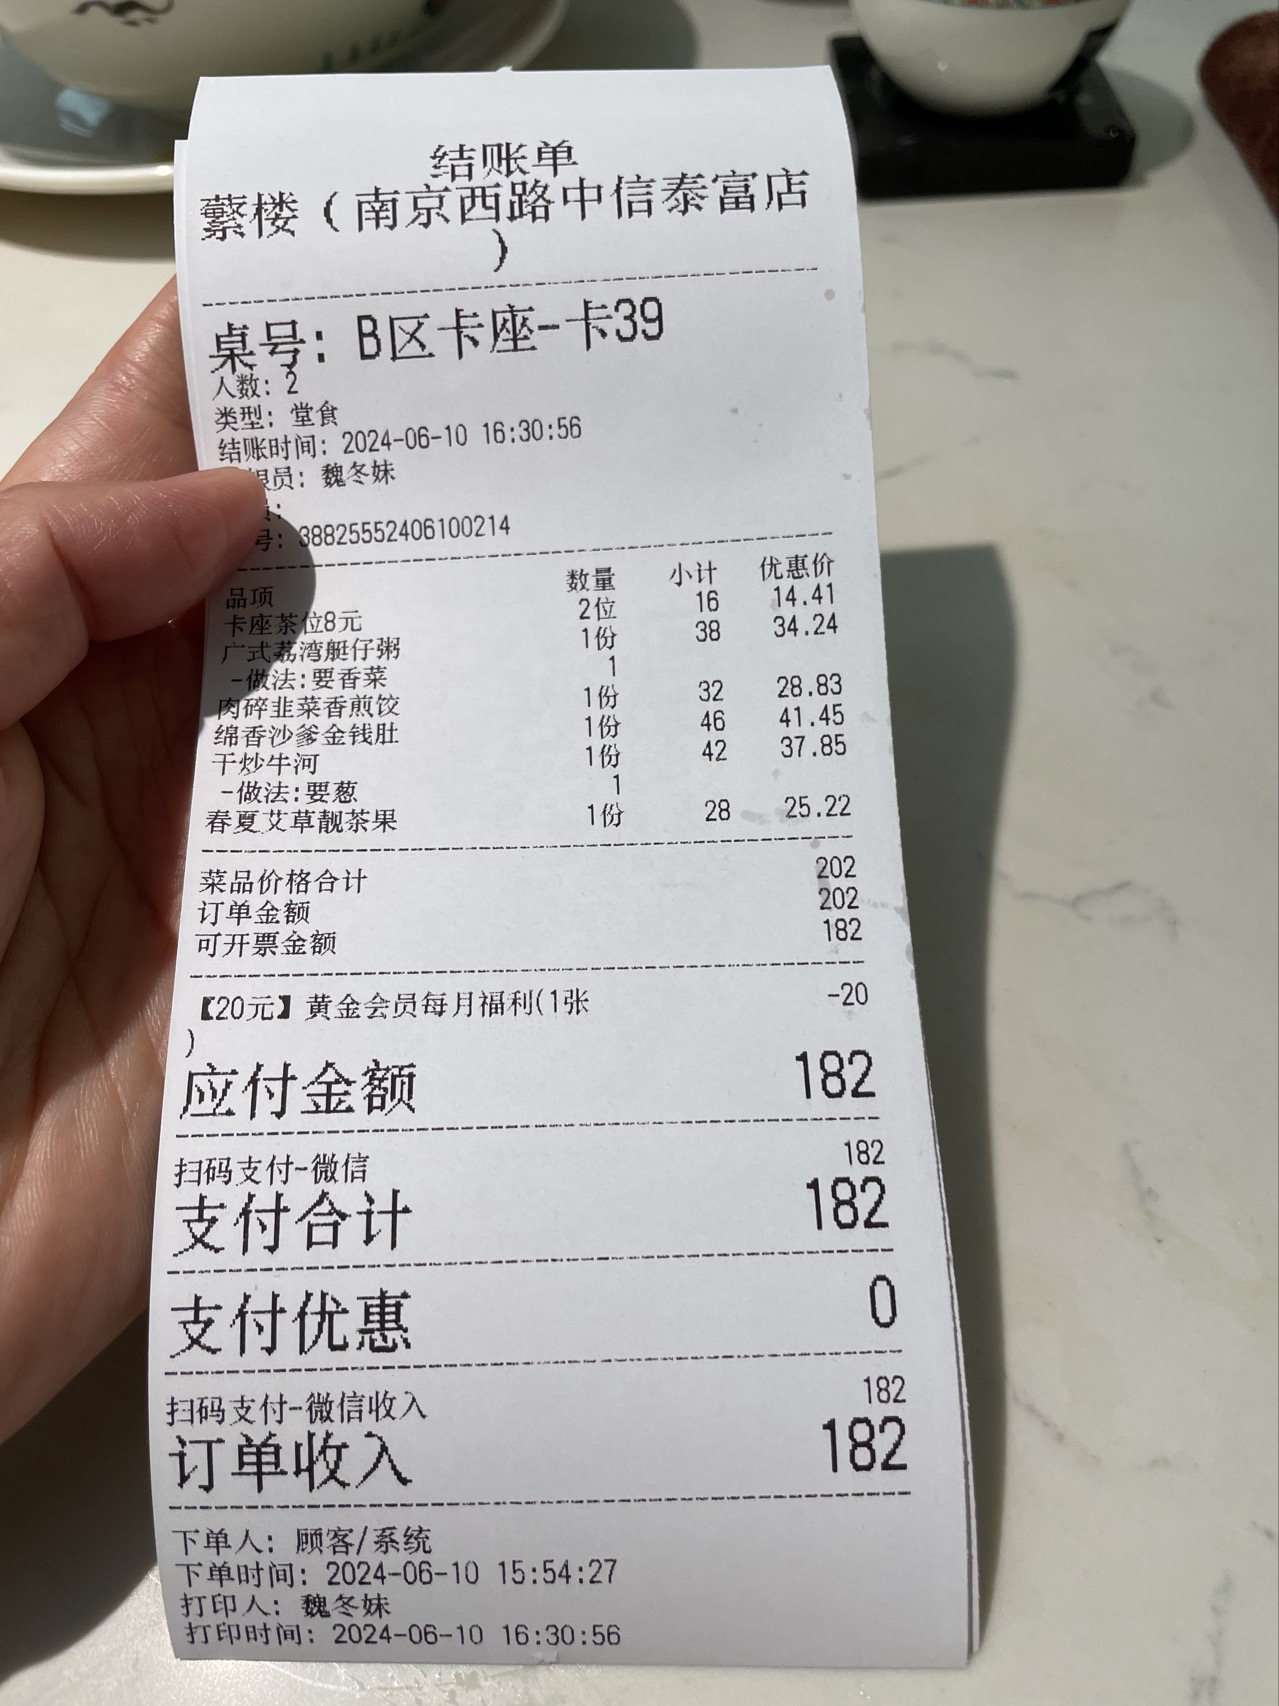 结账单
蘩楼（南京西路中信泰富店
）
桌号: B区卡座-卡39
人数: 2
类型: 堂食
结账时间: 2024-06-10 16:30:56
银员: 魏冬妹
员:
号: 38825552406100214
品项 数量 小计 优惠价
卡座茶位8元 2位 16 14.41
广式荔湾艇仔粥 1份 38 34.24
-做法:要香菜 1
肉碎韭菜香煎饺 1份 32 28.83
绵香沙爹金钱肚 1份 46 41.45
干炒牛河 1份 42 37.85
-做法:要葱 1
春夏艾草靓茶果 1份 28 25.22
菜品价格合计 202
订单金额 202
可开票金额 182
【20元】黄金会员每月福利(1张 -20
)
应付金额 182
扫码支付-微信 182
支付合计 182
支付优惠 0
扫码支付-微信收入 182
订单收入 182
下单人: 顾客/系统
下单时间: 2024-06-10 15:54:27
打印人: 魏冬妹
打印时间: 2024-06-10 16:30:56